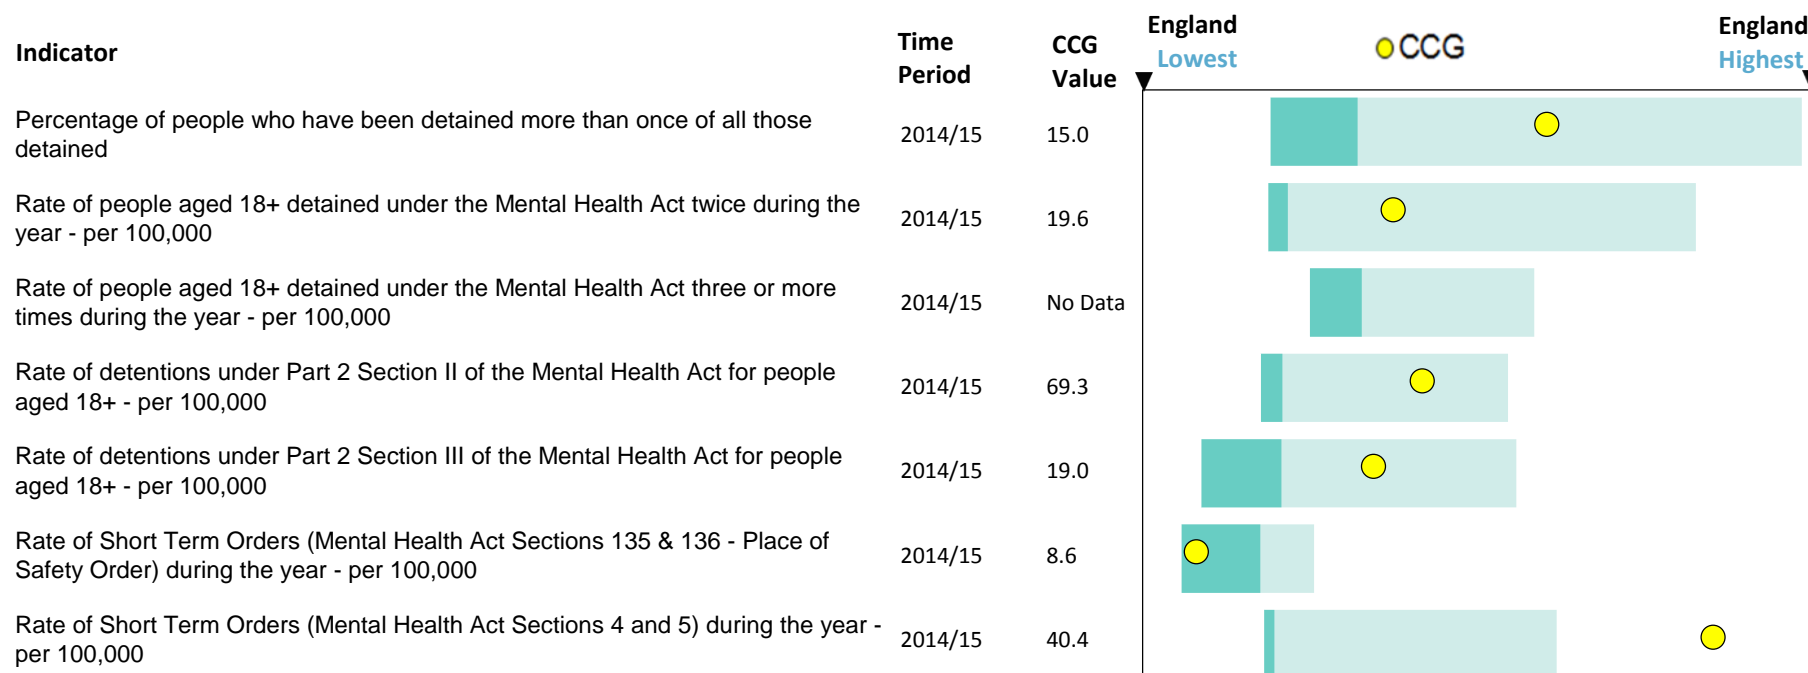 Indicator
Time
Period
CCG
Value
England
Lowest
CCG
England
Highest
Percentage of people who have been detained more than once of all those
detained
2014/15
15.0
Rate of people aged 18+ detained under the Mental Health Act twice during the
year - per 100,000
2014/15
19.6
Rate of people aged 18+ detained under the Mental Health Act three or more
times during the year - per 100,000
2014/15
No Data
Rate of detentions under Part 2 Section II of the Mental Health Act for people
aged 18+ - per 100,000
2014/15
69.3
Rate of detentions under Part 2 Section III of the Mental Health Act for people
aged 18+ - per 100,000
2014/15
19.0
Rate of Short Term Orders (Mental Health Act Sections 135 & 136 - Place of
Safety Order) during the year - per 100,000
2014/15
8.6
Rate of Short Term Orders (Mental Health Act Sections 4 and 5) during the year -
per 100,000
2014/15
40.4